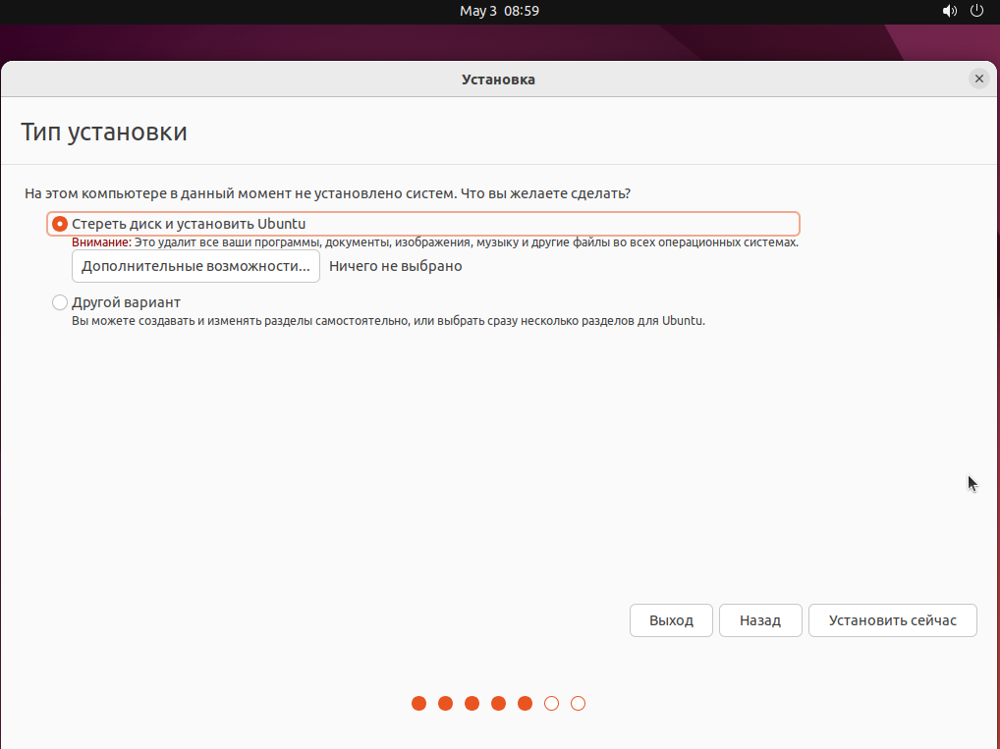 May 3 08:59
Установка
Тип установки
На этом компьютере в данный момент не установлено систем. Что вы желаете сделать?
Стереть диск и установить Ubuntu
Внимание: Это удалит все ваши программы, документы, изображения, музыку и другие файлы во всех операционных системах.
Дополнительные возможности... Ничего не выбрано
Другой вариант
Вы можете создавать и изменять разделы самостоятельно, или выбрать сразу несколько разделов для Ubuntu.
Выход Назад Установить сейчас